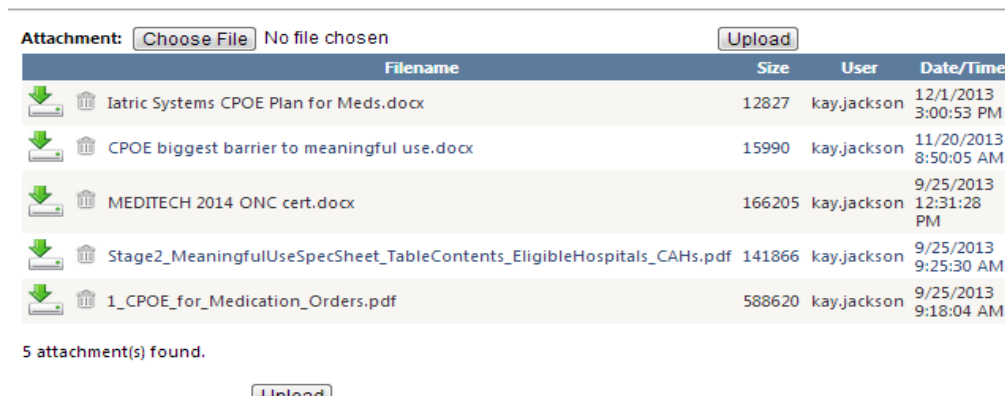 Attachment: Choose File No file chosen Upload
Filename Size User Date/Time
Iatric Systems CPOE Plan for Meds.docx 12827 kay.jackson 12/1/2013
3:00:53 PM
CPOE biggest barrier to meaningful use.docx 15990 kay.jackson 11/20/2013
8:50:05 AM
MEDITECH 2014 ONC cert.docx 166205 kay.jackson 9/25/2013
12:31:28
PM
Stage2_MeaningfulUseSpecSheet_TableContents_EligibleHospitals_CAHs.pdf 141866 kay.jackson 9/25/2013
9:25:30 AM
1_CPOE_for_Medication_Orders.pdf 588620 kay.jackson 9/25/2013
9:18:04 AM
5 attachment(s) found.
Upload